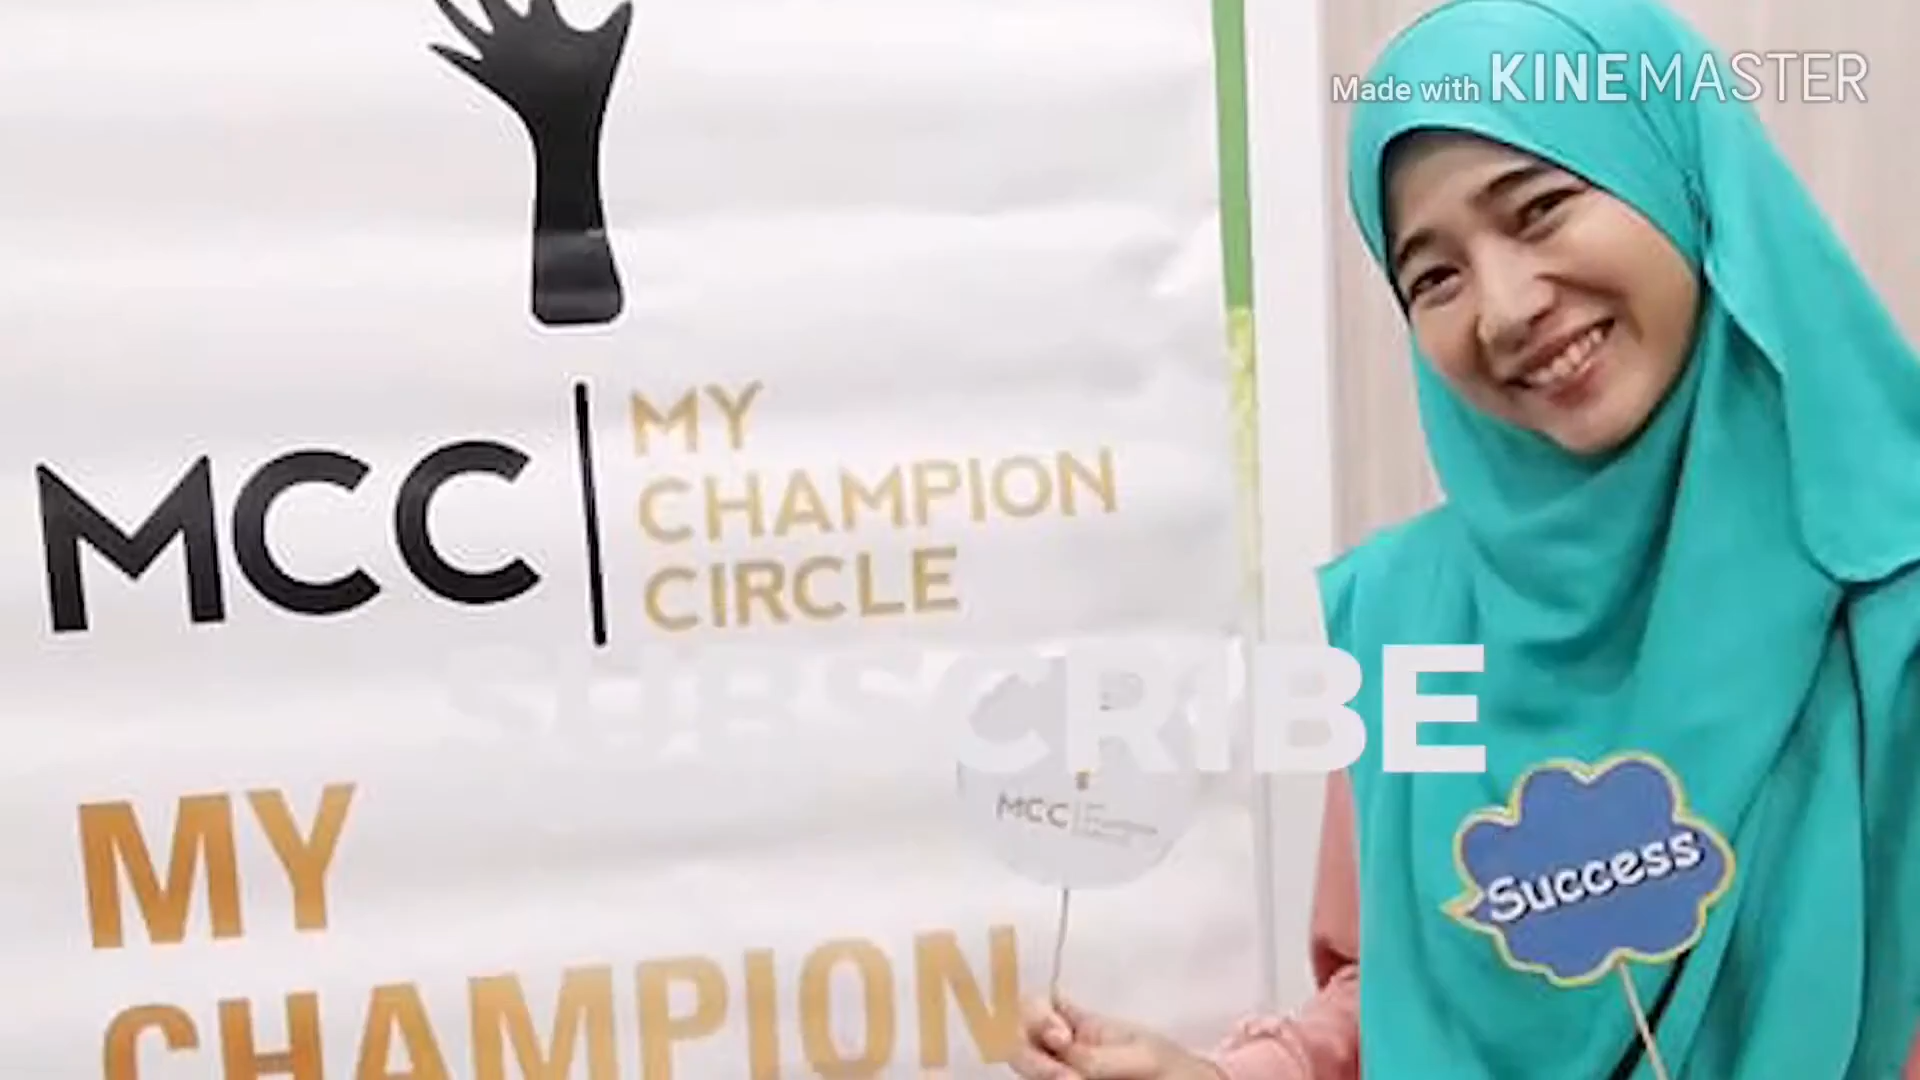 Made with KINEMASTER
MCC
MY
CHAMPION
CIRCLE
SUBSCRIBE
MCC
Success
MY
CHAMPION